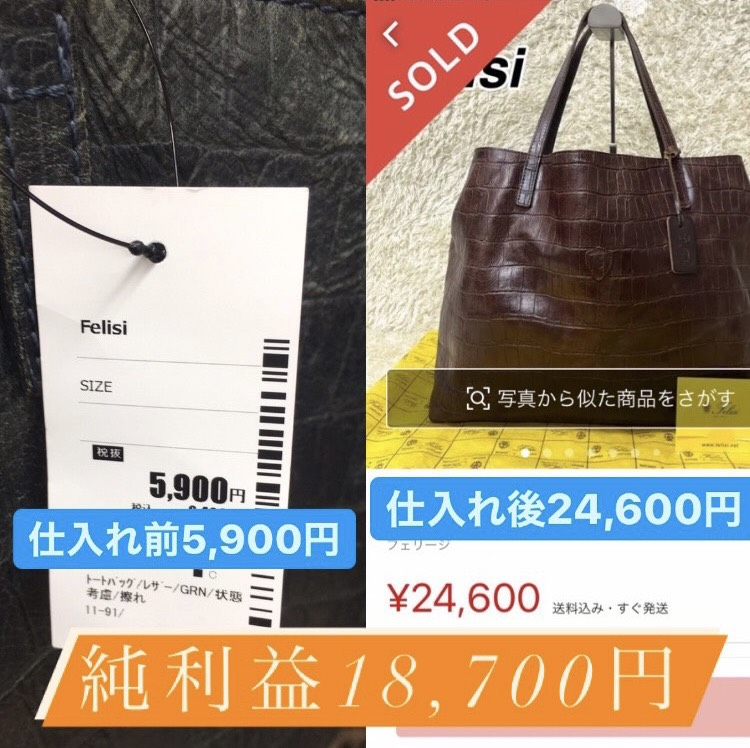 Felisi
SIZE
税抜
5,900円
仕入れ前5,900円
C
トートバッグ/レザー/GRN/状態
考慮/擦れ
11-91/
SOLD
写真から似た商品をさがす
仕入れ後24,600円
フェリージ
¥24,600 送料込み・すぐ発送
純利益18,700円